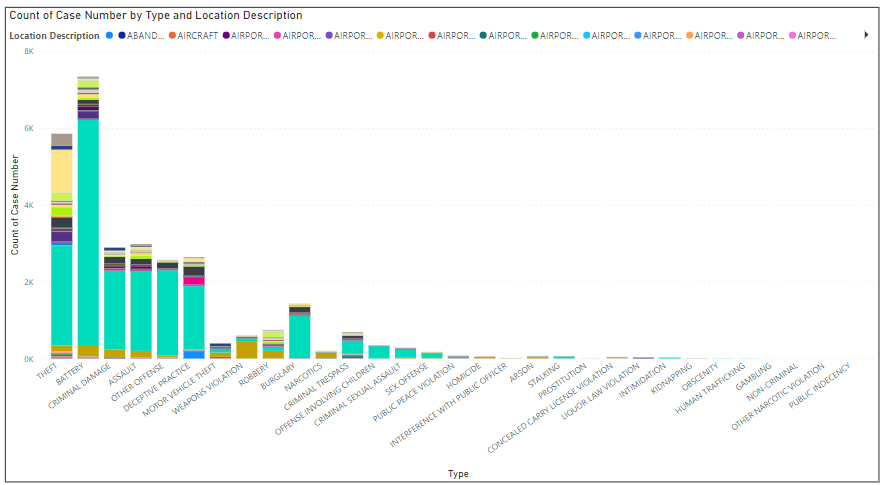 Count of Case Number by Type and Location Description
Location Description ABAND... AIRCRAFT AIRPOR... AIRPOR... AIRPOR... AIRPOR... AIRPOR... AIRPOR... AIRPOR... AIRPOR... AIRPOR... AIRPOR... AIRPOR... AIRPOR...
8K
6K
4K
2K
0K
Count of Case Number
THEFT
BATTERY
CRIMINAL DAMAGE
ASSAULT
OTHER OFFENSE
DECEPTIVE PRACTICE
MOTOR VEHICLE THEFT
WEAPONS VIOLATION
ROBBERY
BURGLARY
NARCOTICS
CRIMINAL TRESPASS
OFFENSE INVOLVING CHILDREN
CRIMINAL SEXUAL ASSAULT
SEX OFFENSE
PUBLIC PEACE VIOLATION
HOMICIDE
INTERFERENCE WITH PUBLIC OFFICER
ARSON
STALKING
PROSTITUTION
CONCEALED CARRY LICENSE VIOLATION
LIQUOR LAW VIOLATION
INTIMIDATION
KIDNAPPING
OBSCENITY
HUMAN TRAFFICKING
GAMBLING
NON-CRIMINAL
OTHER NARCOTIC VIOLATION
PUBLIC INDECENCY
Type